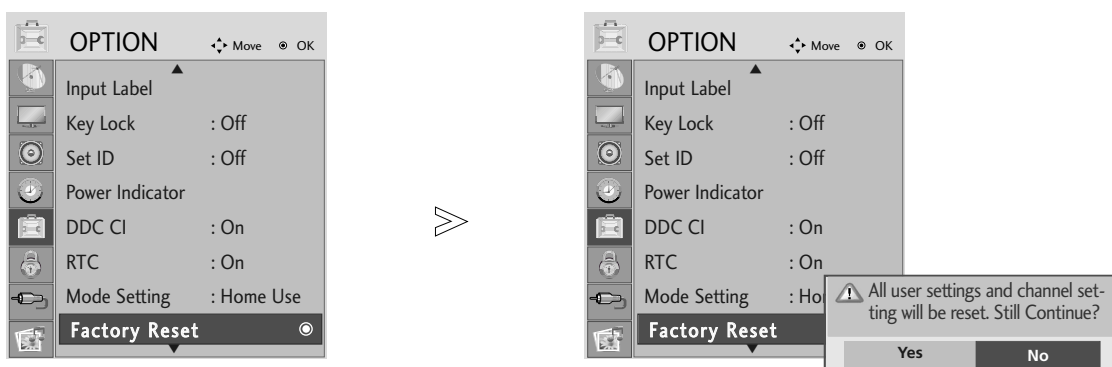 OPTION Move OK
Input Label
Key Lock : Off
Set ID : Off
Power Indicator
DDC CI : On
RTC : On
Mode Setting : Home Use
Factory Reset
>
OPTION Move OK
Input Label
Key Lock : Off
Set ID : Off
Power Indicator
DDC CI : On
RTC : On
Mode Setting : Ho
Factory Reset
All user settings and channel set-
ting will be reset. Still Continue?
Yes No